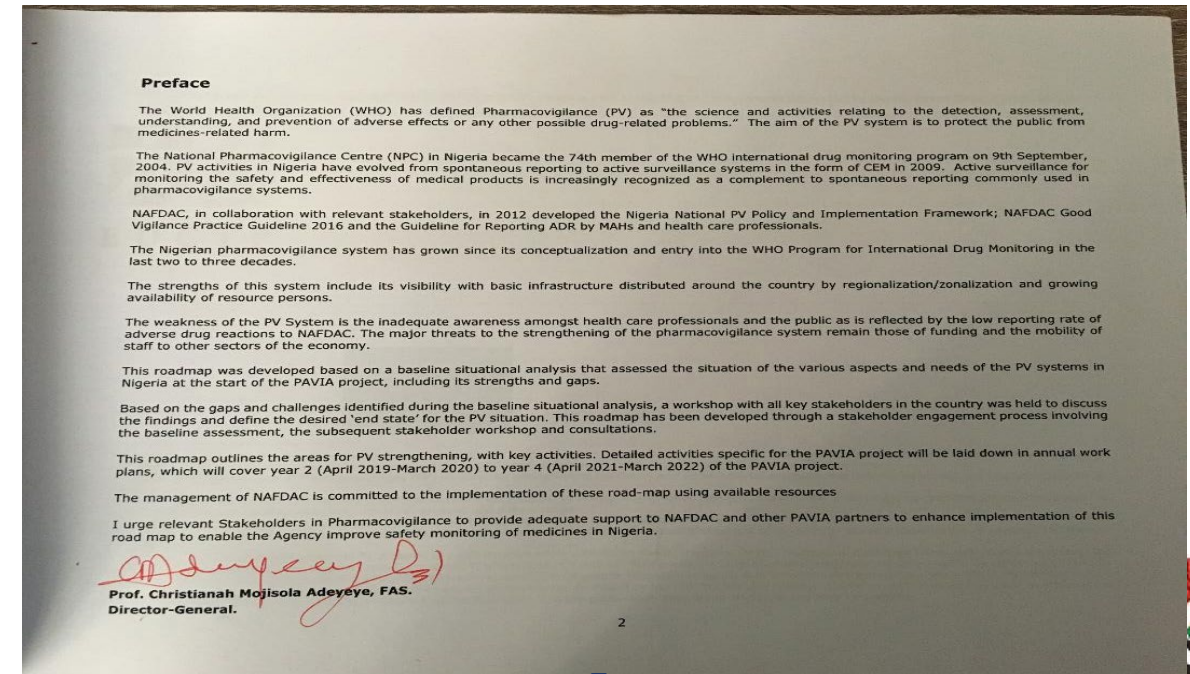 Preface
The World Health Organization (WHO) has defined Pharmacovigilance (PV) as "the science and activities relating to the detection, assessment,
understanding, and prevention of adverse effects or any other possible drug-related problems." The aim of the PV system is to protect the public from
medicines-related harm.
The National Pharmacovigilance Centre (NPC) in Nigeria became the 74th member of the WHO international drug monitoring program on 9th September,
2004. PV activities in Nigeria have evolved from spontaneous reporting to active surveillance systems in the form of CEM in 2009. Active surveillance for
monitoring the safety and effectiveness of medical products is increasingly recognized as a complement to spontaneous reporting commonly used in
pharmacovigilance systems.
NAFDAC, in collaboration with relevant stakeholders, in 2012 developed the Nigeria National PV Policy and Implementation Framework; NAFDAC Good
Vigilance Practice Guideline 2016 and the Guideline for Reporting ADR by MAHs and health care professionals.
The Nigerian pharmacovigilance system has grown since its conceptualization and entry into the WHO Program for International Drug Monitoring in the
last two to three decades.
The strengths of this system include its visibility with basic infrastructure distributed around the country by regionalization/zonalization and growing
availability of resource persons.
The weakness of the PV System is the inadequate awareness amongst health care professionals and the public as is reflected by the low reporting rate of
adverse drug reactions to NAFDAC. The major threats to the strengthening of the pharmacovigilance system remain those of funding and the mobility of
staff to other sectors of the economy.
This roadmap was developed based on a baseline situational analysis that assessed the situation of the various aspects and needs of the PV systems in
Nigeria at the start of the PAVIA project, including its strengths and gaps.
Based on the gaps and challenges identified during the baseline situational analysis, a workshop with all key stakeholders in the country was held to discuss
the findings and define the desired 'end state' for the PV situation. This roadmap has been developed through a stakeholder engagement process involving
the baseline assessment, the subsequent stakeholder workshop and consultations.
This roadmap outlines the areas for PV strengthening, with key activities. Detailed activities specific for the PAVIA project will be laid down in annual work
plans, which will cover year 2 (April 2019-March 2020) to year 4 (April 2021-March 2022) of the PAVIA project.
The management of NAFDAC is committed to the implementation of these road-map using available resources
I urge relevant Stakeholders in Pharmacovigilance to provide adequate support to NAFDAC and other PAVIA partners to enhance implementation of this
road map to enable the Agency improve safety monitoring of medicines in Nigeria.
Prof. Christianah Mojisola Adeyeye, FAS.
Director-General.
2